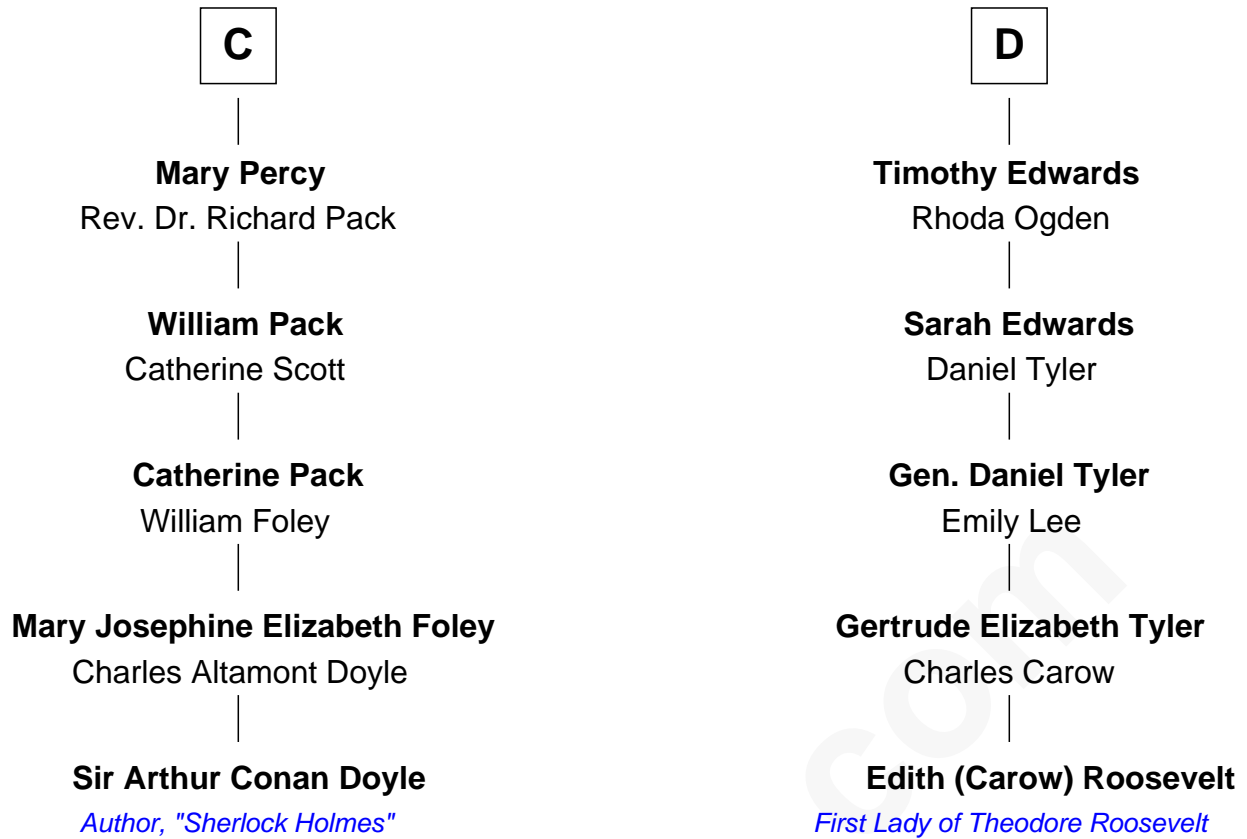 C
Mary Percy
Rev. Dr. Richard Pack
William Pack
Catherine Scott
Catherine Pack
William Foley
Mary Josephine Elizabeth Foley
Charles Altamont Doyle
Sir Arthur Conan Doyle
Author, "Sherlock Holmes"
D
Timothy Edwards
Rhoda Ogden
Sarah Edwards
Daniel Tyler
Gen. Daniel Tyler
Emily Lee
Gertrude Elizabeth Tyler
Charles Carow
Edith (Carow) Roosevelt
First Lady of Theodore Roosevelt
com